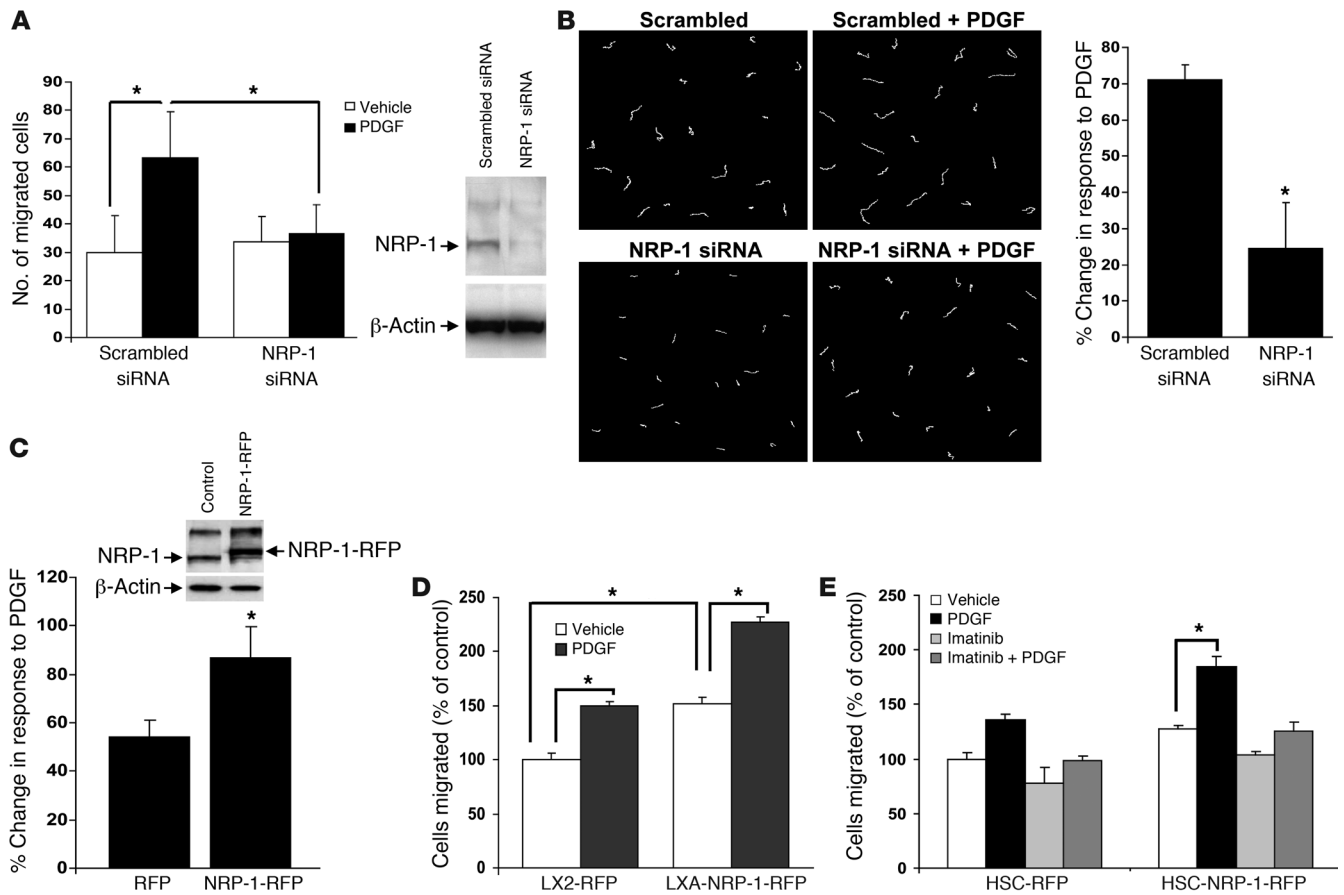 A
No. of migrated cells
90
80
70
60
50
40
30
20
10
0
*
*
Vehicle
PDGF
Scrambled
siRNA
NRP-1
siRNA
Scrambled siRNA
NRP-1 siRNA
NRP-1
β-Actin
B
Scrambled
Scrambled + PDGF
NRP-1 siRNA
NRP-1 siRNA + PDGF
% Change in response to PDGF
80
70
60
50
40
30
20
10
0
*
Scrambled
siRNA
NRP-1
siRNA
C
Control
NRP-1-RFP
NRP-1
NRP-1-RFP
β-Actin
% Change in response to PDGF
120
100
80
60
40
20
0
*
RFP
NRP-1-RFP
D
Cells migrated (% of control)
250
200
150
100
50
0
*
*
*
Vehicle
PDGF
LX2-RFP
LXA-NRP-1-RFP
E
Cells migrated (% of control)
250
200
150
100
50
0
Vehicle
PDGF
Imatinib
Imatinib + PDGF
*
HSC-RFP
HSC-NRP-1-RFP